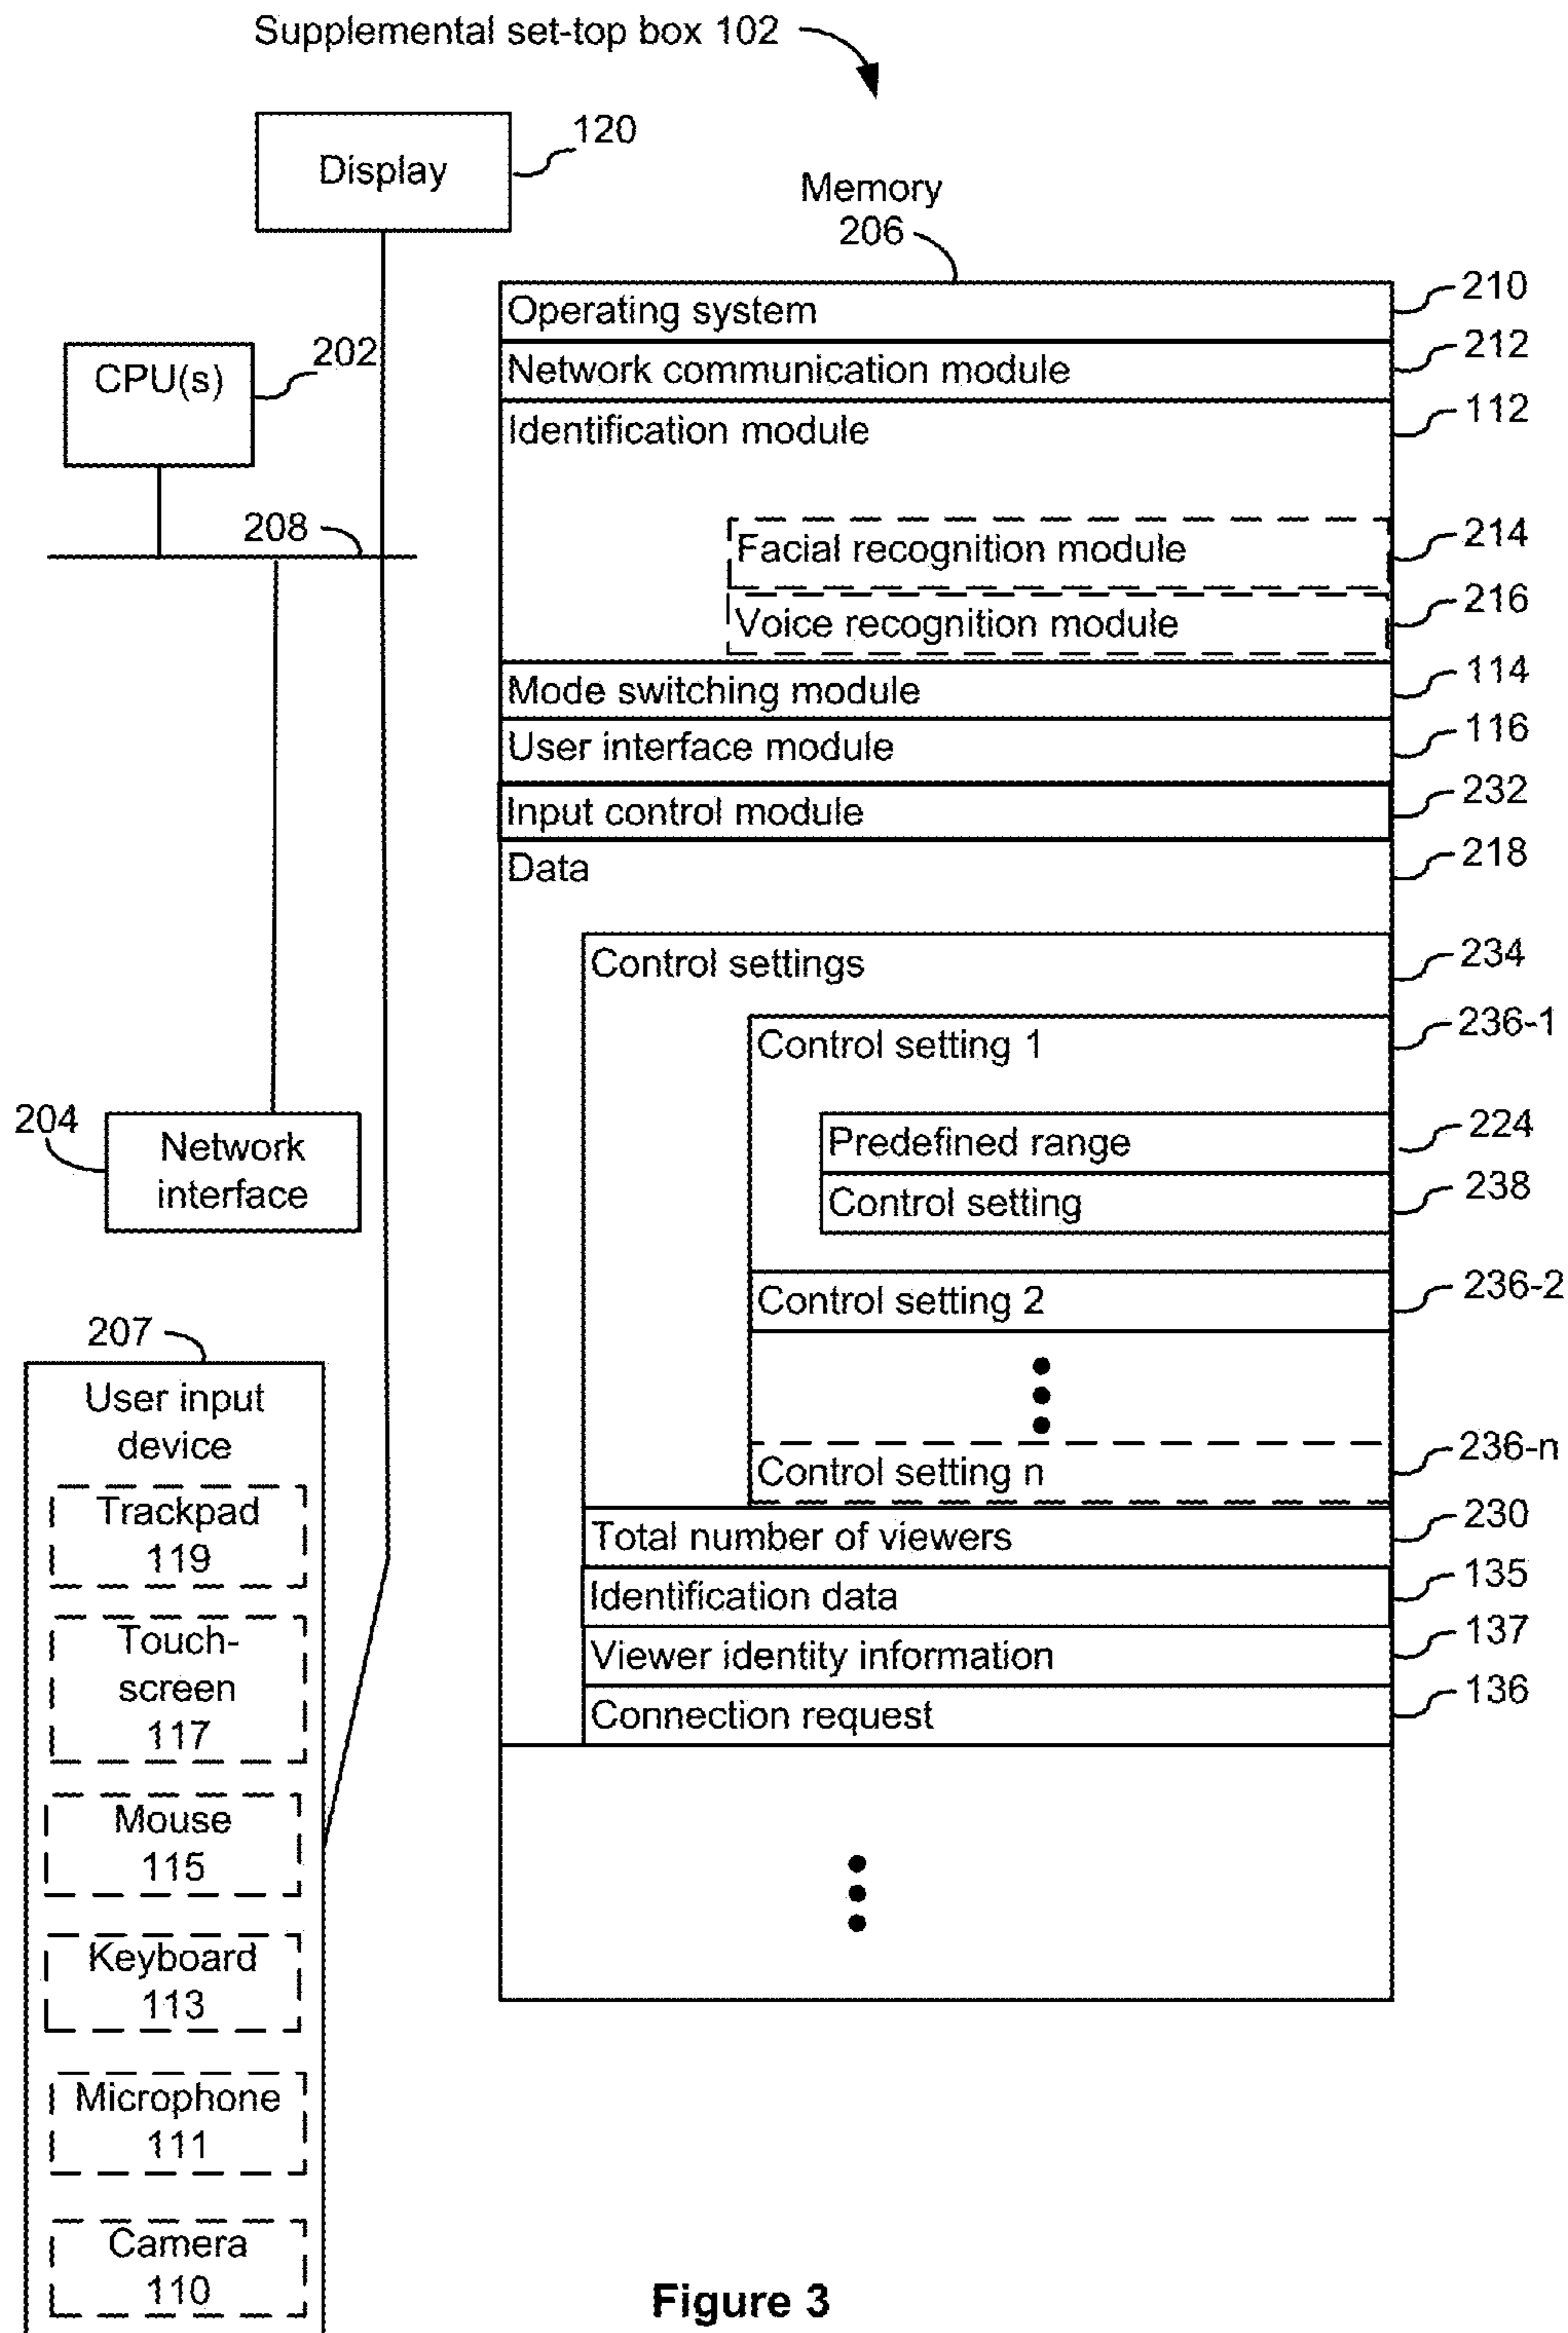 Supplemental set-top box 102
Display
120
Memory
206
Operating system
210
Network communication module
212
CPU(s)
202
Identification module
112
208
Facial recognition module
214
Voice recognition module
216
Mode switching module
114
User interface module
116
Input control module
232
Data
218
Control settings
234
Control setting 1
236-1
204
Network
interface
Predefined range
224
Control setting
238
Control setting 2
236-2
Control setting n
236-n
Total number of viewers
230
Identification data
135
Viewer identity information
137
Connection request
136
207
User input
device
Trackpad
119
Touch-
screen
117
Mouse
115
Keyboard
113
Microphone
111
Camera
110
Figure 3